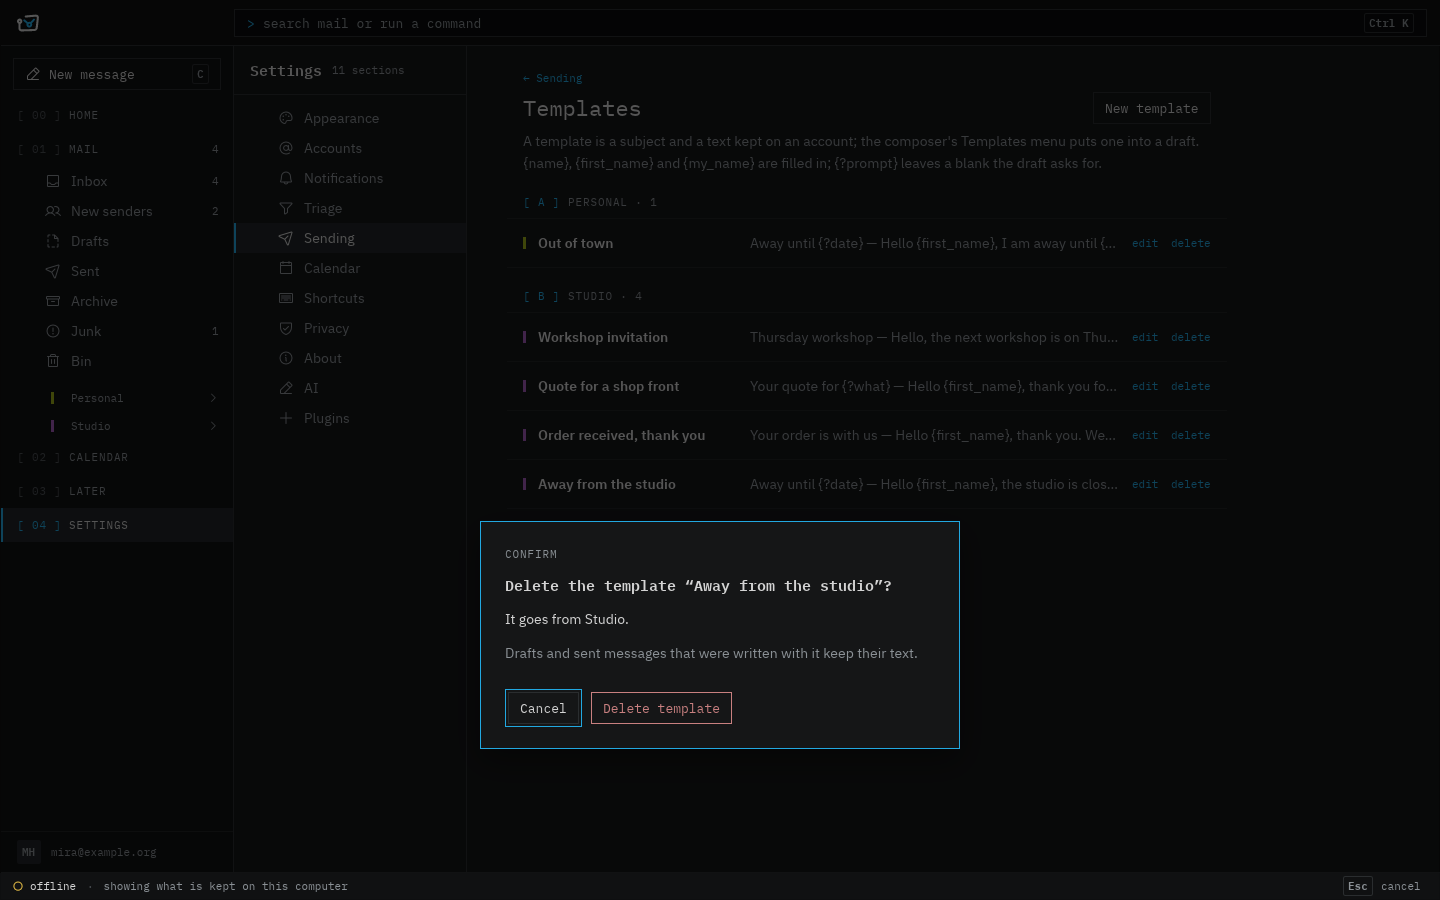 > search mail or run a command
Ctrl K
New message
C
[ 00 ] HOME
[ 01 ] MAIL 4
Inbox 4
New senders 2
Drafts
Sent
Archive
Junk 1
Bin
Personal
Studio
[ 02 ] CALENDAR
[ 03 ] LATER
[ 04 ] SETTINGS
MH mira@example.org
Settings 11 sections
Appearance
Accounts
Notifications
Triage
Sending
Calendar
Shortcuts
Privacy
About
AI
Plugins
← Sending
Templates
New template
A template is a subject and a text kept on an account; the composer's Templates menu puts one into a draft.
{name}, {first_name} and {my_name} are filled in; {?prompt} leaves a blank the draft asks for.
[ A ] PERSONAL · 1
Out of town Away until {?date} — Hello {first_name}, I am away until {... edit delete
[ B ] STUDIO · 4
Workshop invitation Thursday workshop — Hello, the next workshop is on Thu... edit delete
Quote for a shop front Your quote for {?what} — Hello {first_name}, thank you fo... edit delete
Order received, thank you Your order is with us — Hello {first_name}, thank you. We... edit delete
Away from the studio Away until {?date} — Hello {first_name}, the studio is clos... edit delete
CONFIRM
Delete the template “Away from the studio”?
It goes from Studio.
Drafts and sent messages that were written with it keep their text.
Cancel
Delete template
offline · showing what is kept on this computer
Esc cancel